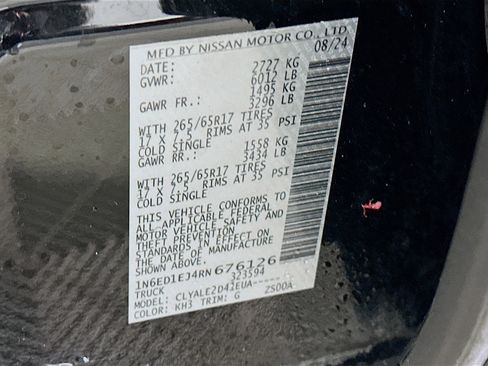 MFD BY NISSAN MOTOR CO., LTD.
DATE: 08/24
GVWR: 2727 KG
6012 LB
GAWR FR.: 1495 KG
3296 LB
WITH 265/65R17 TIRES
17 X 7.5 RIMS AT 35 PSI
COLD SINGLE
GAWR RR.: 1558 KG
3434 LB
WITH 265/65R17 TIRES
17 X 7.5 RIMS AT 35 PSI
COLD SINGLE
THIS VEHICLE CONFORMS TO
ALL APPLICABLE FEDERAL
MOTOR VEHICLE SAFETY AND
THEFT PREVENTION
STANDARDS IN EFFECT ON
THE DATE OF MANUFACTURE
SHOWN ABOVE.
1N6ED1EJ4RN676126
TRUCK 323594
MODEL: CLYALE2D42EUA-----
COLOR: KH3 TRIM: G ZS00A